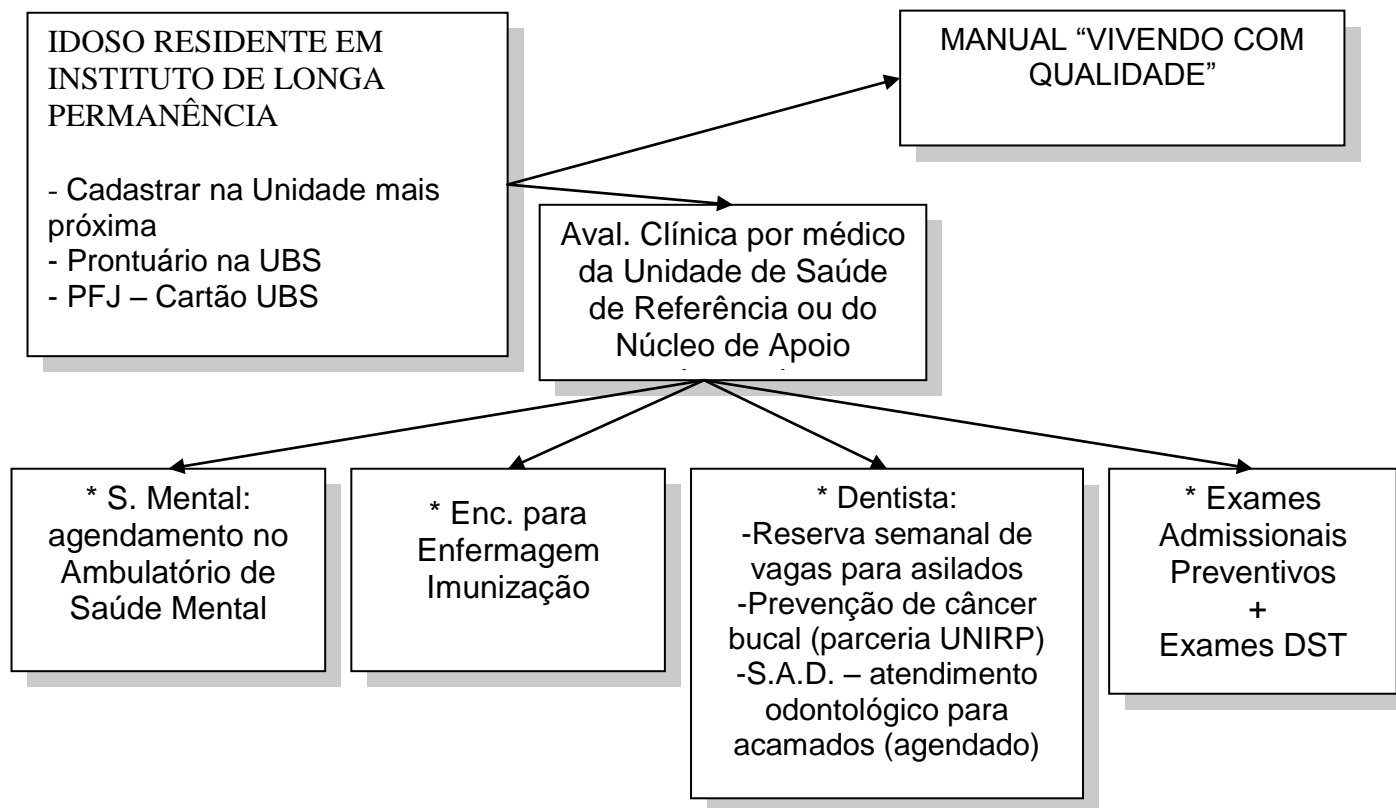 IDOSO RESIDENTE EM
INSTITUTO DE LONGA
PERMANÊNCIA
- Cadastrar na Unidade mais
próxima
- Prontuário na UBS
- PFJ – Cartão UBS
MANUAL “VIVENDO COM
QUALIDADE”
Aval. Clínica por médico
da Unidade de Saúde
de Referência ou do
Núcleo de Apoio
* S. Mental:
agendamento no
Ambulatório de
Saúde Mental
* Enc. para
Enfermagem
Imunização
* Dentista:
-Reserva semanal de
vagas para asilados
-Prevenção de câncer
bucal (parceria UNIRP)
-S.A.D. – atendimento
odontológico para
acamados (agendado)
* Exames
Admissionais
Preventivos
+
Exames DST